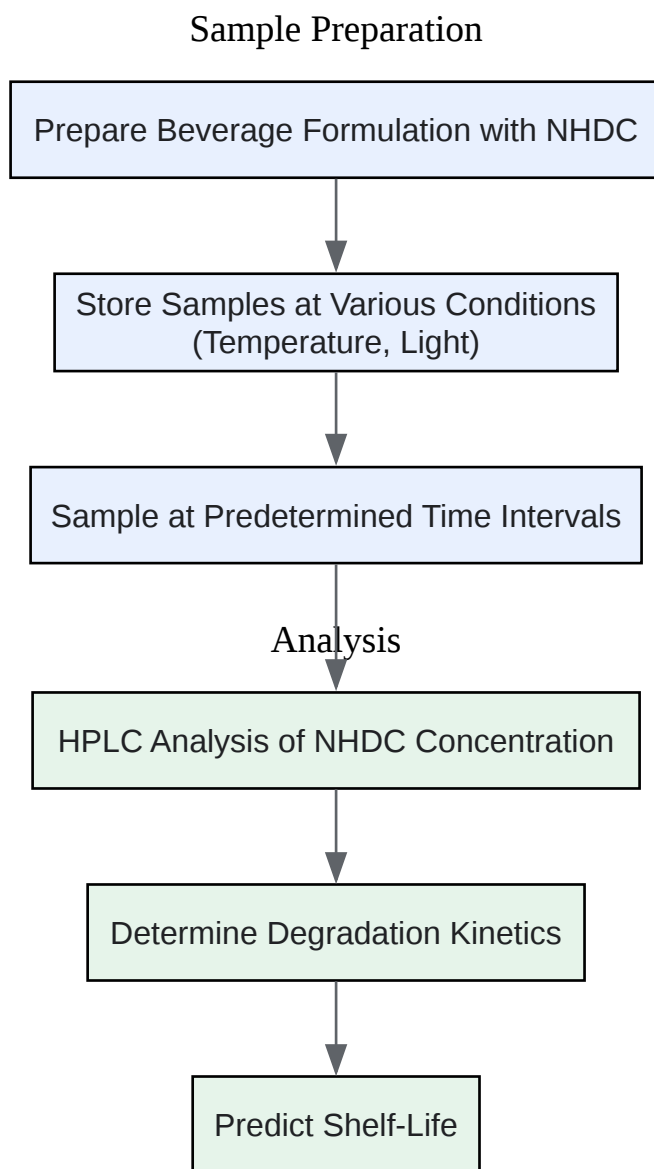 Sample Preparation
Prepare Beverage Formulation with NHDC
Store Samples at Various Conditions
(Temperature, Light)
Sample at Predetermined Time Intervals
Analysis
HPLC Analysis of NHDC Concentration
Determine Degradation Kinetics
Predict Shelf-Life